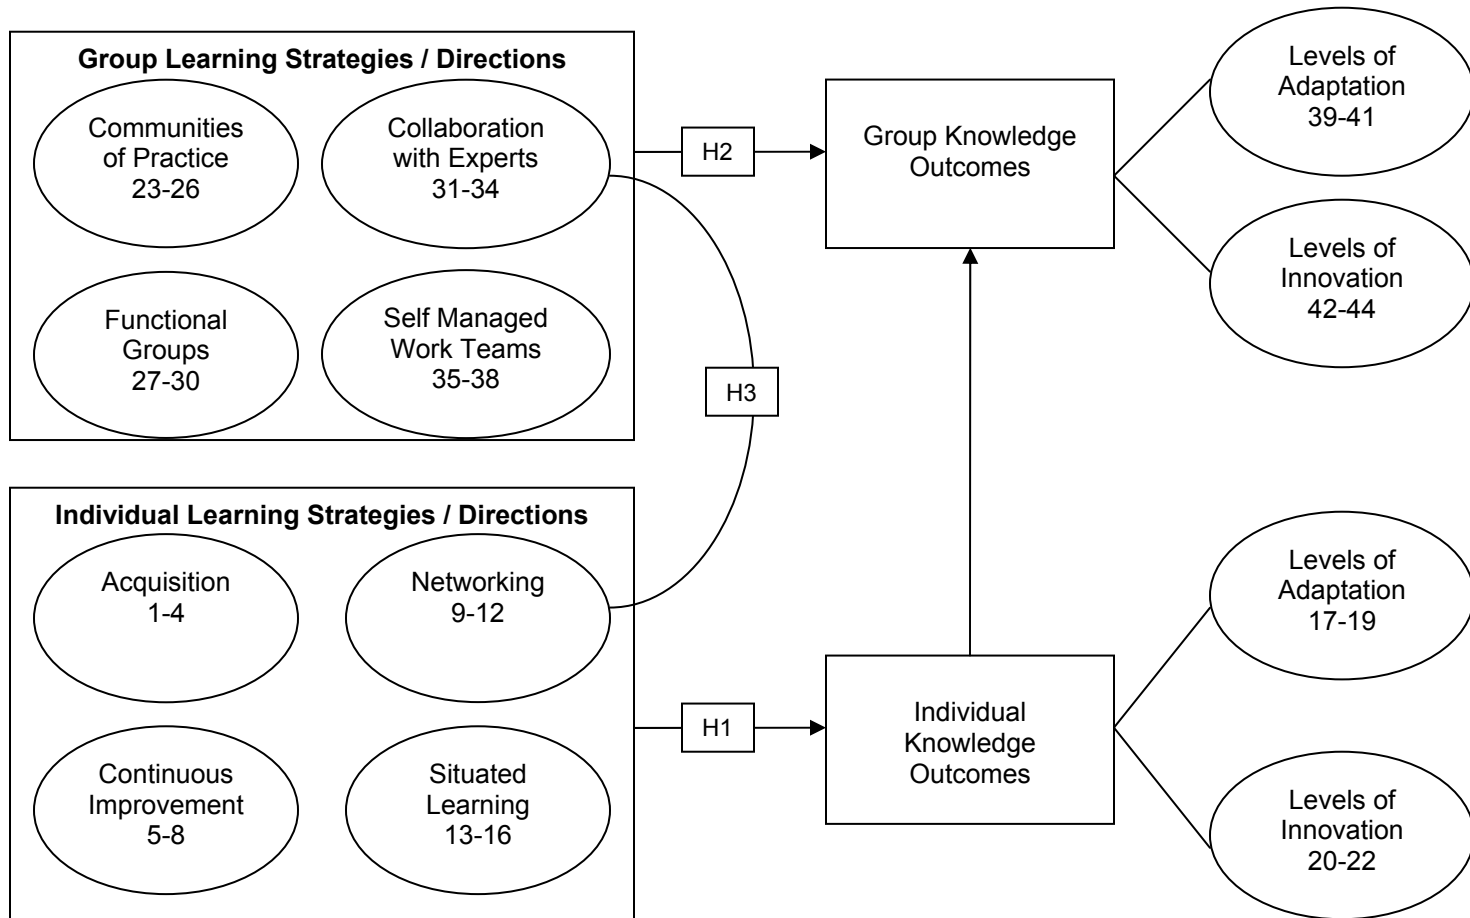 Group Learning Strategies / Directions
Communities
of Practice
23-26
Collaboration
with Experts
31-34
Functional
Groups
27-30
Self Managed
Work Teams
35-38
H2
Group Knowledge
Outcomes
Levels of
Adaptation
39-41
Levels of
Innovation
42-44
H3
Individual Learning Strategies / Directions
Acquisition
1-4
Networking
9-12
Continuous
Improvement
5-8
Situated
Learning
13-16
H1
Individual
Knowledge
Outcomes
Levels of
Adaptation
17-19
Levels of
Innovation
20-22